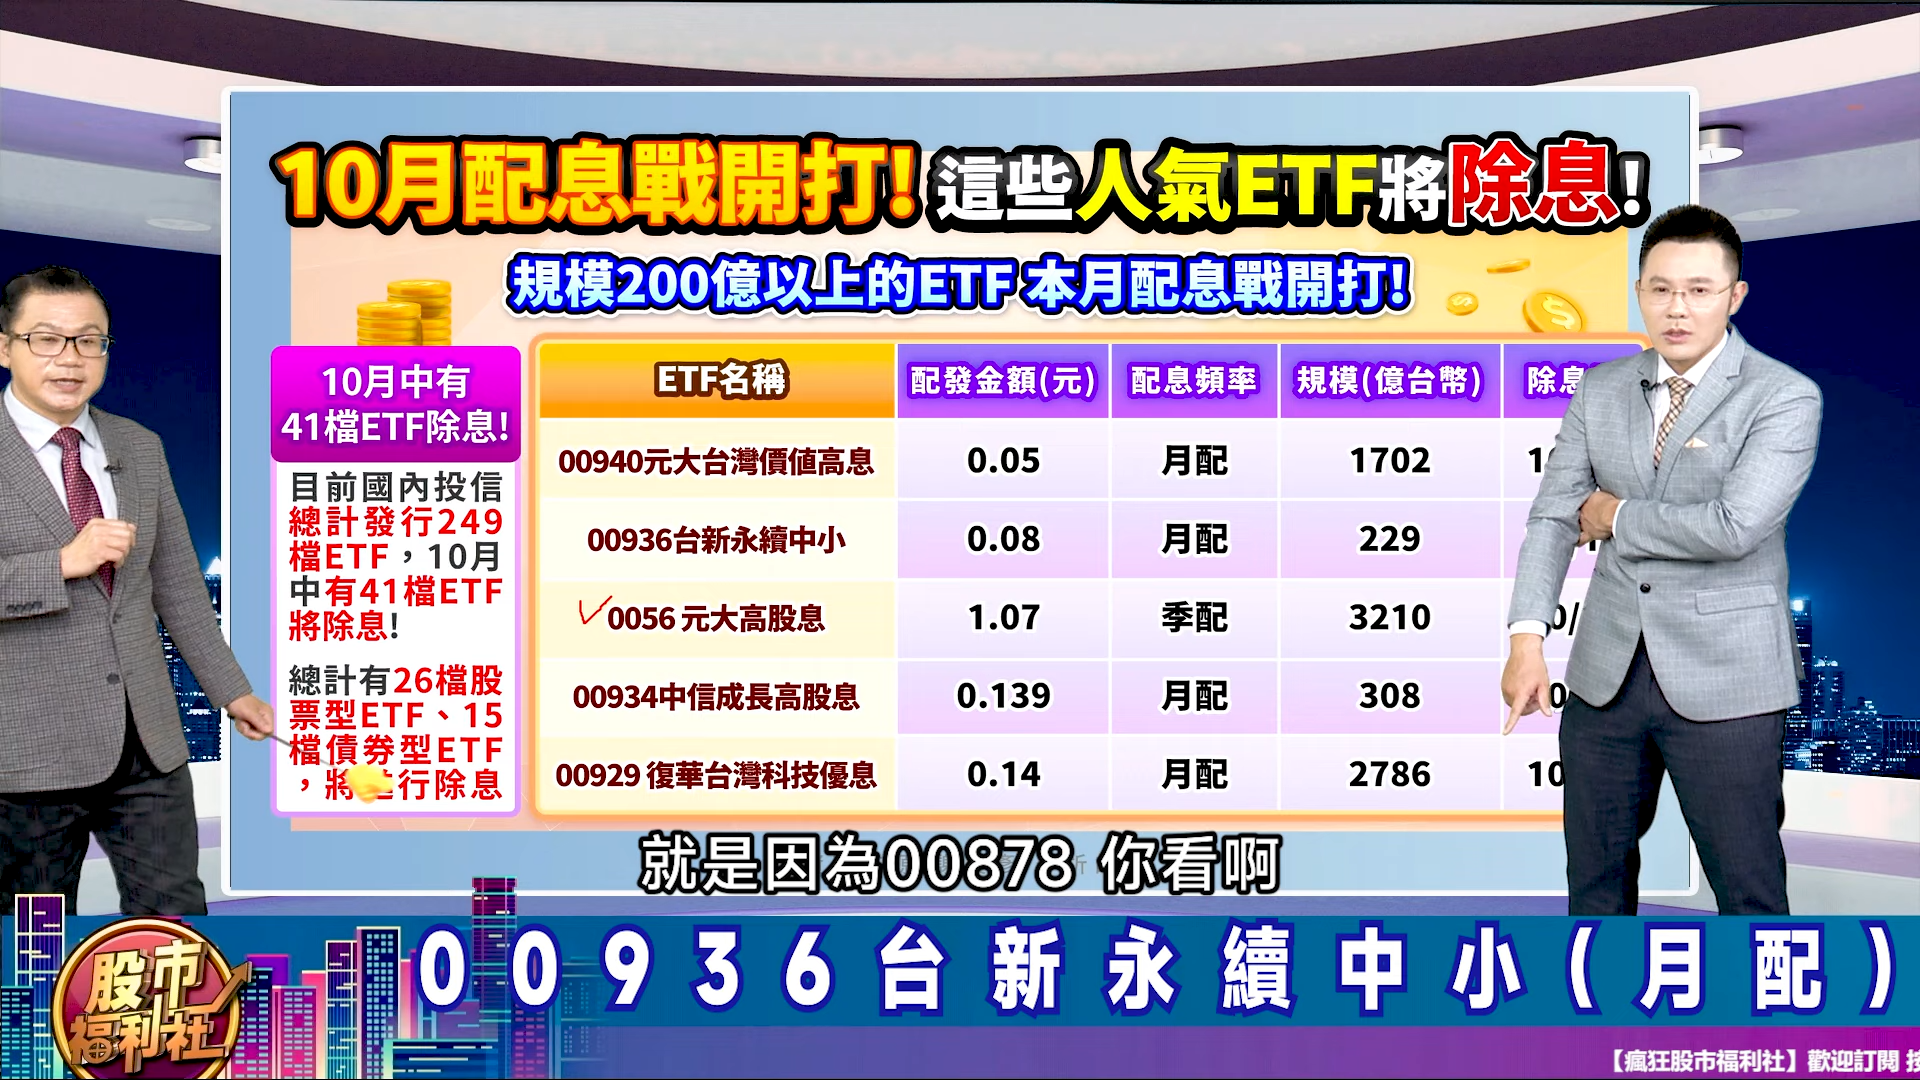 10月配息戰開打! 這些人氣ETF將除息!
規模200億以上的ETF 本月配息戰開打!
10月中有
41檔ETF除息!
目前國內投信
總計發行249
檔ETF，10月
中有41檔ETF
將除息!
總計有26檔股
票型ETF、15
檔債券型ETF
，將 行除息
ETF名稱 配發金額(元) 配息頻率 規模(億台幣) 除息
00940元大台灣價值高息 0.05 月配 1702
00936台新永續中小 0.08 月配 229
0056 元大高股息 1.07 季配 3210
00934中信成長高股息 0.139 月配 308
00929 復華台灣科技優息 0.14 月配 2786 10
就是因為00878 你看啊
00936台新永續中小(月配)
股市
福利社
【瘋狂股市福利社】歡迎訂閱